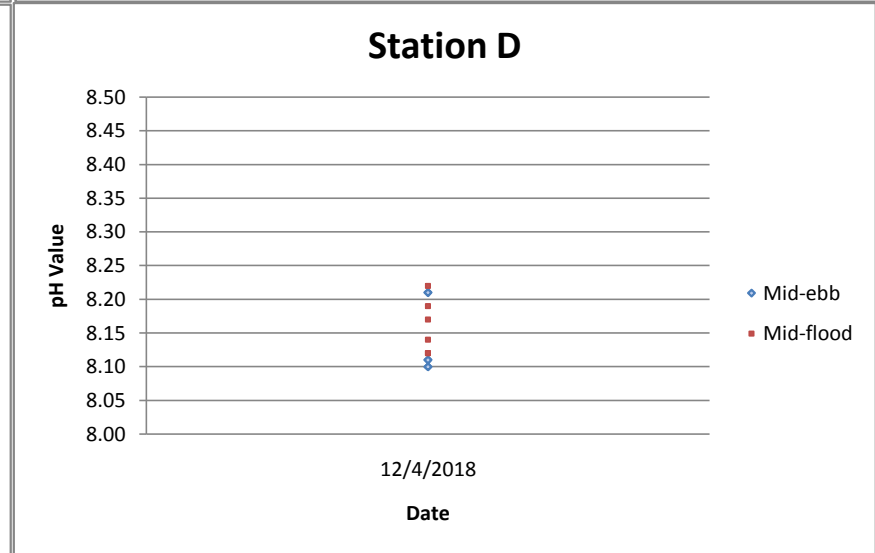 Station D
8.50
8.45
8.40
8.35
8.30
8.25
8.20
8.15
8.10
8.05
8.00
pH Value
12/4/2018
Date
Mid-ebb
Mid-flood